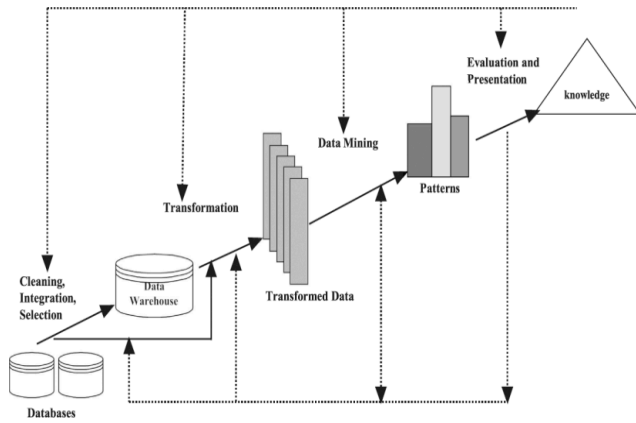 Evaluation and
Presentation
knowledge
Data Mining
Patterns
Transformation
Transformed Data
Cleaning,
Integration,
Selection
Data
Warehouse
Databases